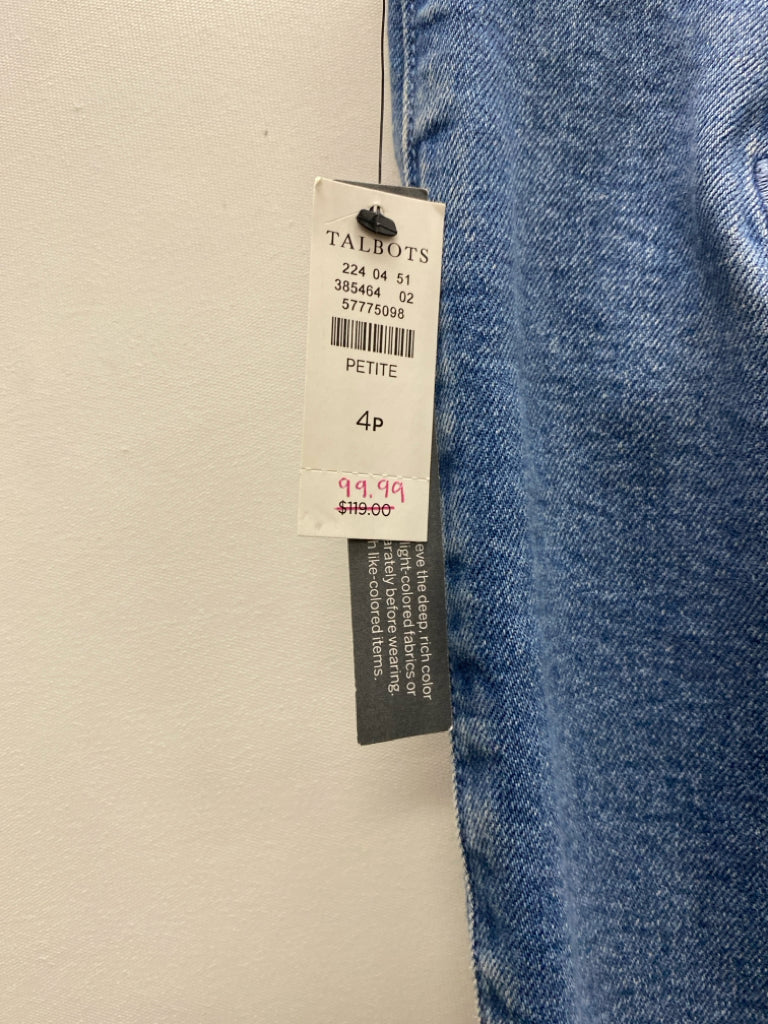 TALBOTS
224 04 51
385464 02
57775098
PETITE
4P
99.99
$119.00
eve the deep, rich color
light-colored fabrics or
arately before wearing.
like-colored items.